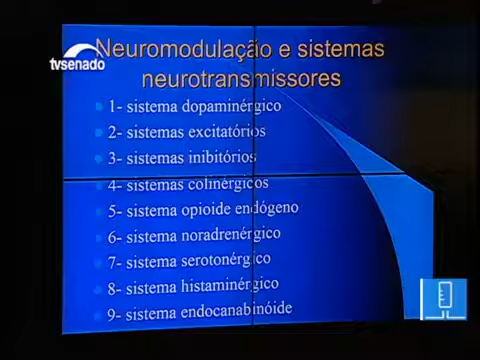 Neuromodulação e sistemas
tvsenado
neurotransmissores
1- sistema dopaminérgico
2- sistemas excitatórios
3- sistemas inibitórios
4- sistemas colinérgicos
5- sistema opioide endógeno
6- sistema noradrenérgico
7- sistema serotonérgico
8- sistema histaminérgico
9- sistema endocanabinóide